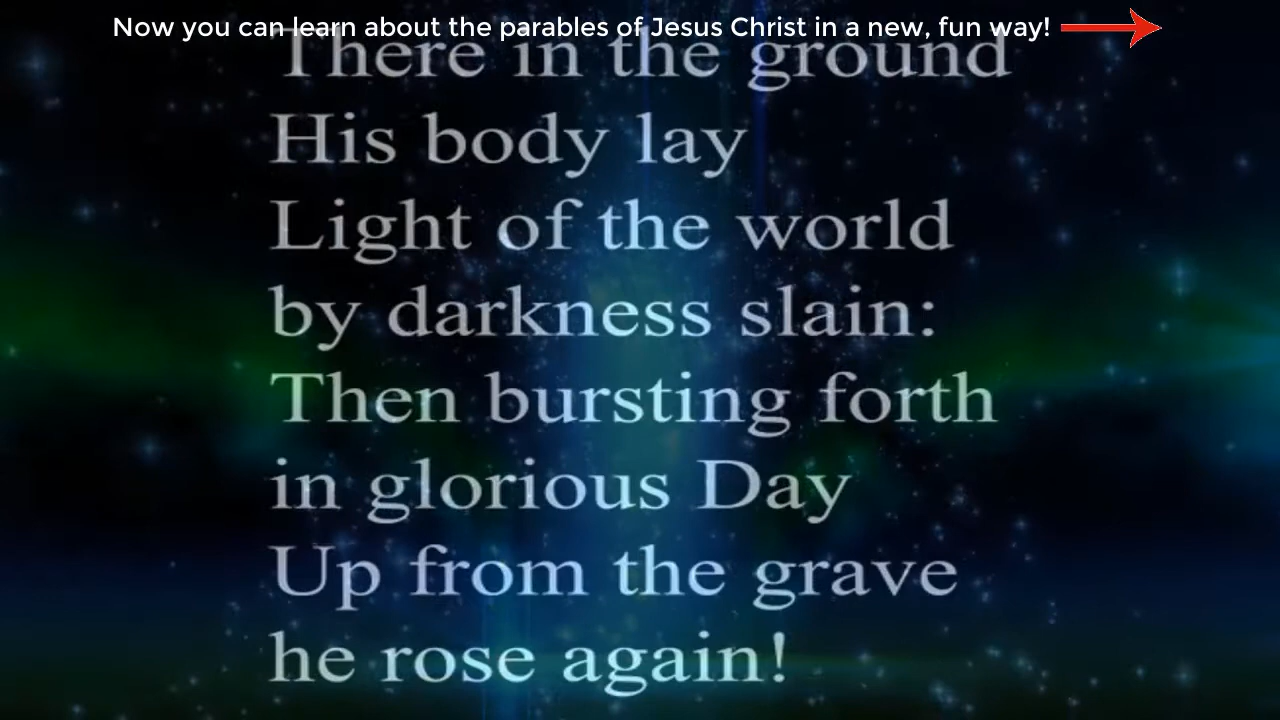 Now you can learn about the parables of Jesus Christ in a new, fun way!
There in the ground
His body lay
Light of the world
by darkness slain:
Then bursting forth
in glorious Day
Up from the grave
he rose again!